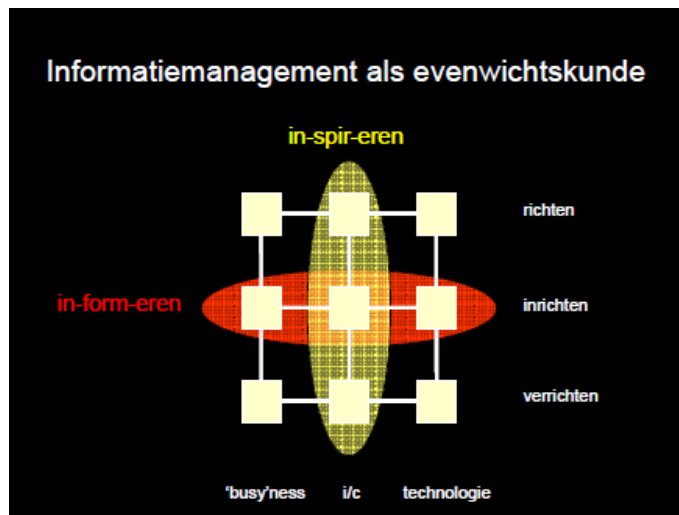 Informatiemanagement als evenwichtskunde
in-spir-eren
richten
in-form-eren
inrichten
verrichten
‘busy’ness
i/c
technologie